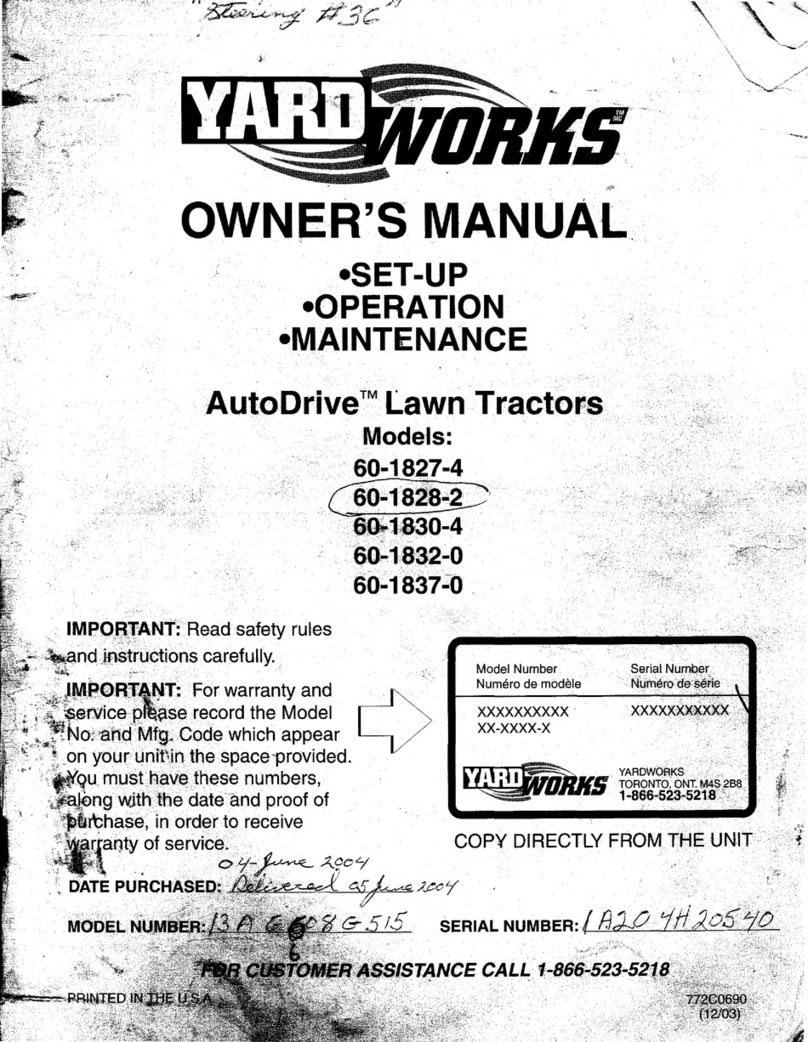 "Steering #36"
YARDWORKS ™ MC
OWNER'S MANUAL
•SET-UP
•OPERATION
•MAINTENANCE
AutoDrive™ Lawn Tractors
Models:
60-1827-4
60-1828-2
60-1830-4
60-1832-0
60-1837-0
IMPORTANT: Read safety rules
and instructions carefully.
IMPORTANT: For warranty and
service please record the Model
No. and Mfg. Code which appear
on your unit in the space provided.
You must have these numbers,
along with the date and proof of
purchase, in order to receive
warranty of service.
Model Number Serial Number
Numéro de modèle Numéro de série
XXXXXXXXXX XXXXXXXXXXX
XX-XXXX-X
YARDWORKS
YARDWORKS
TORONTO, ONT. M4S 2B8
1-866-523-5218
COPY DIRECTLY FROM THE UNIT
04-June 2004
DATE PURCHASED: Delivered 05 June 2004
MODEL NUMBER: SERIAL NUMBER: 1A204H20540
6
FOR CUSTOMER ASSISTANCE CALL 1-866-523-5218
PRINTED IN THE U.S.A.
772C0690
(12/03)